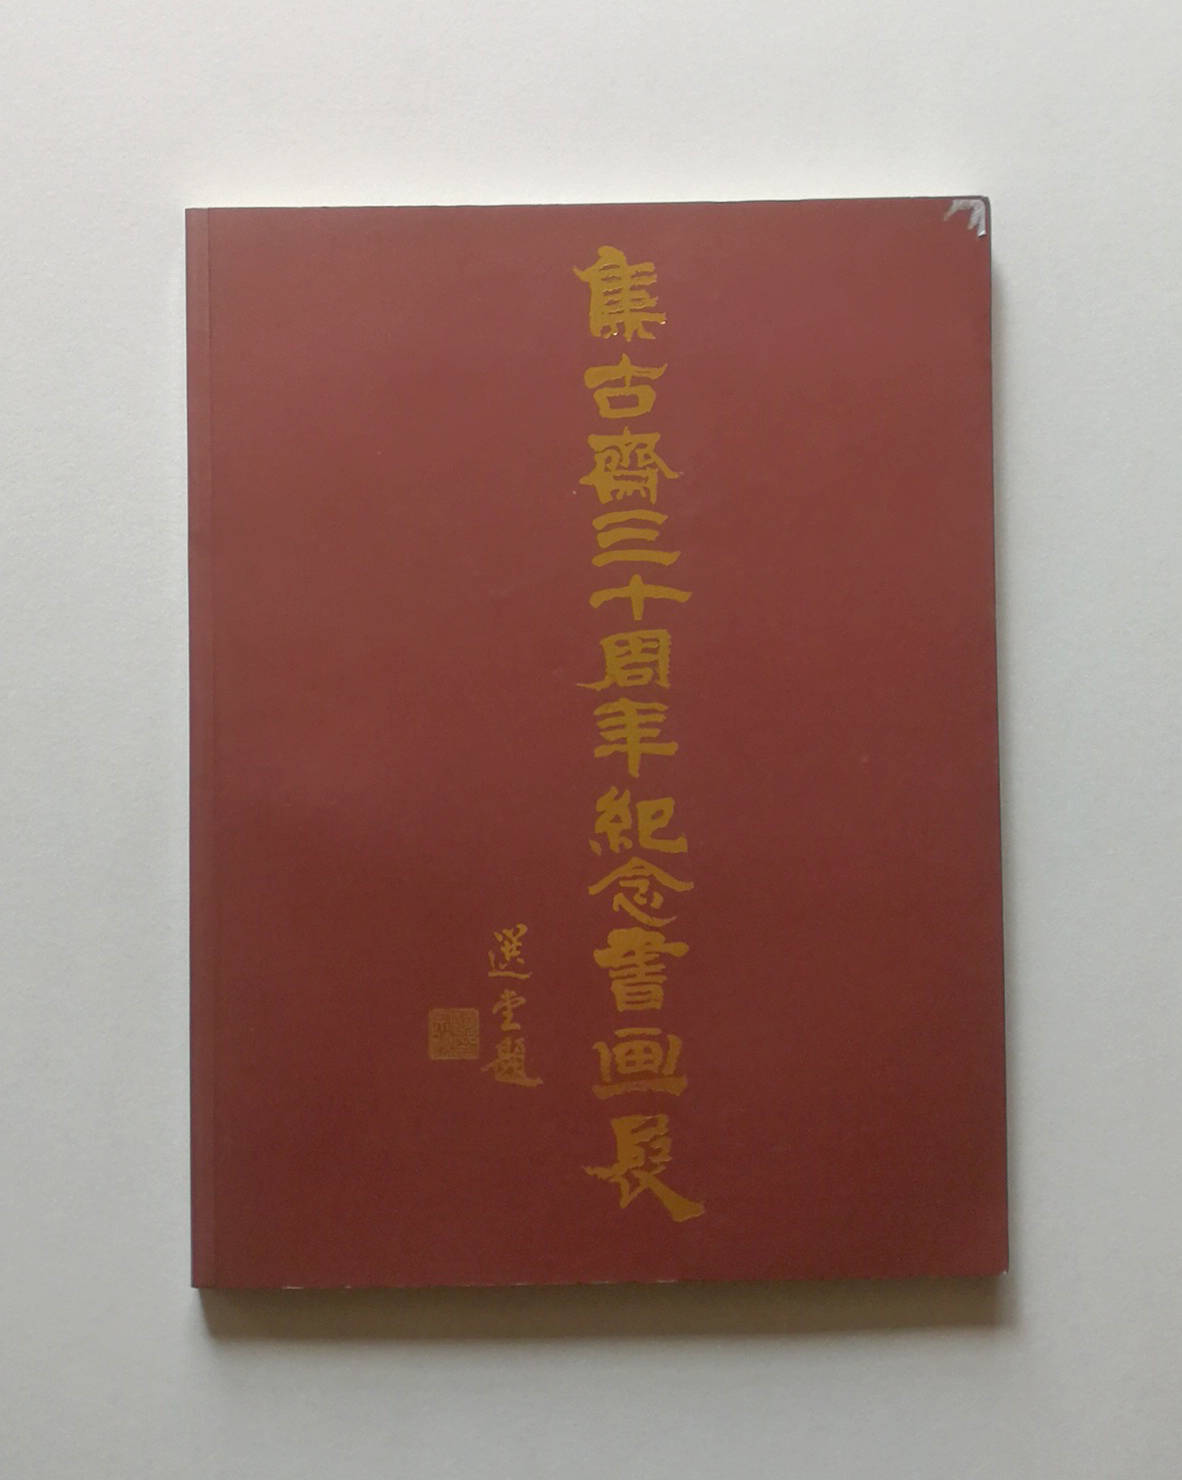 集古齋三十周年紀念書画展
選堂題